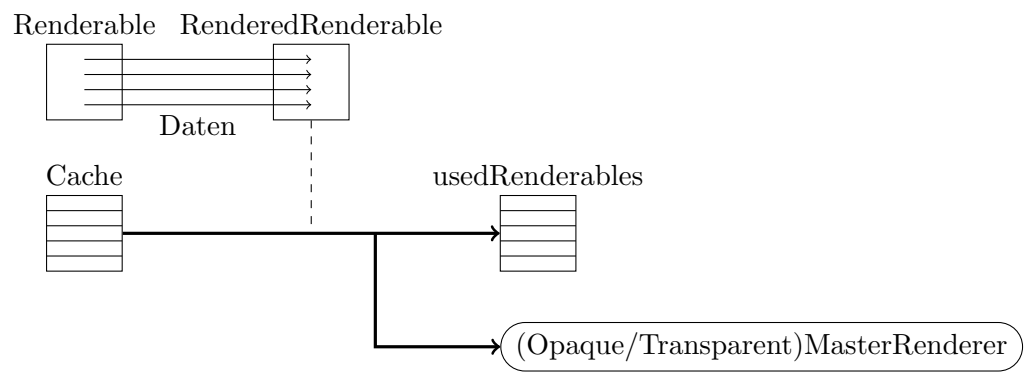 Renderable RenderedRenderable
Daten
Cache usedRenderables
(Opaque/Transparent)MasterRenderer